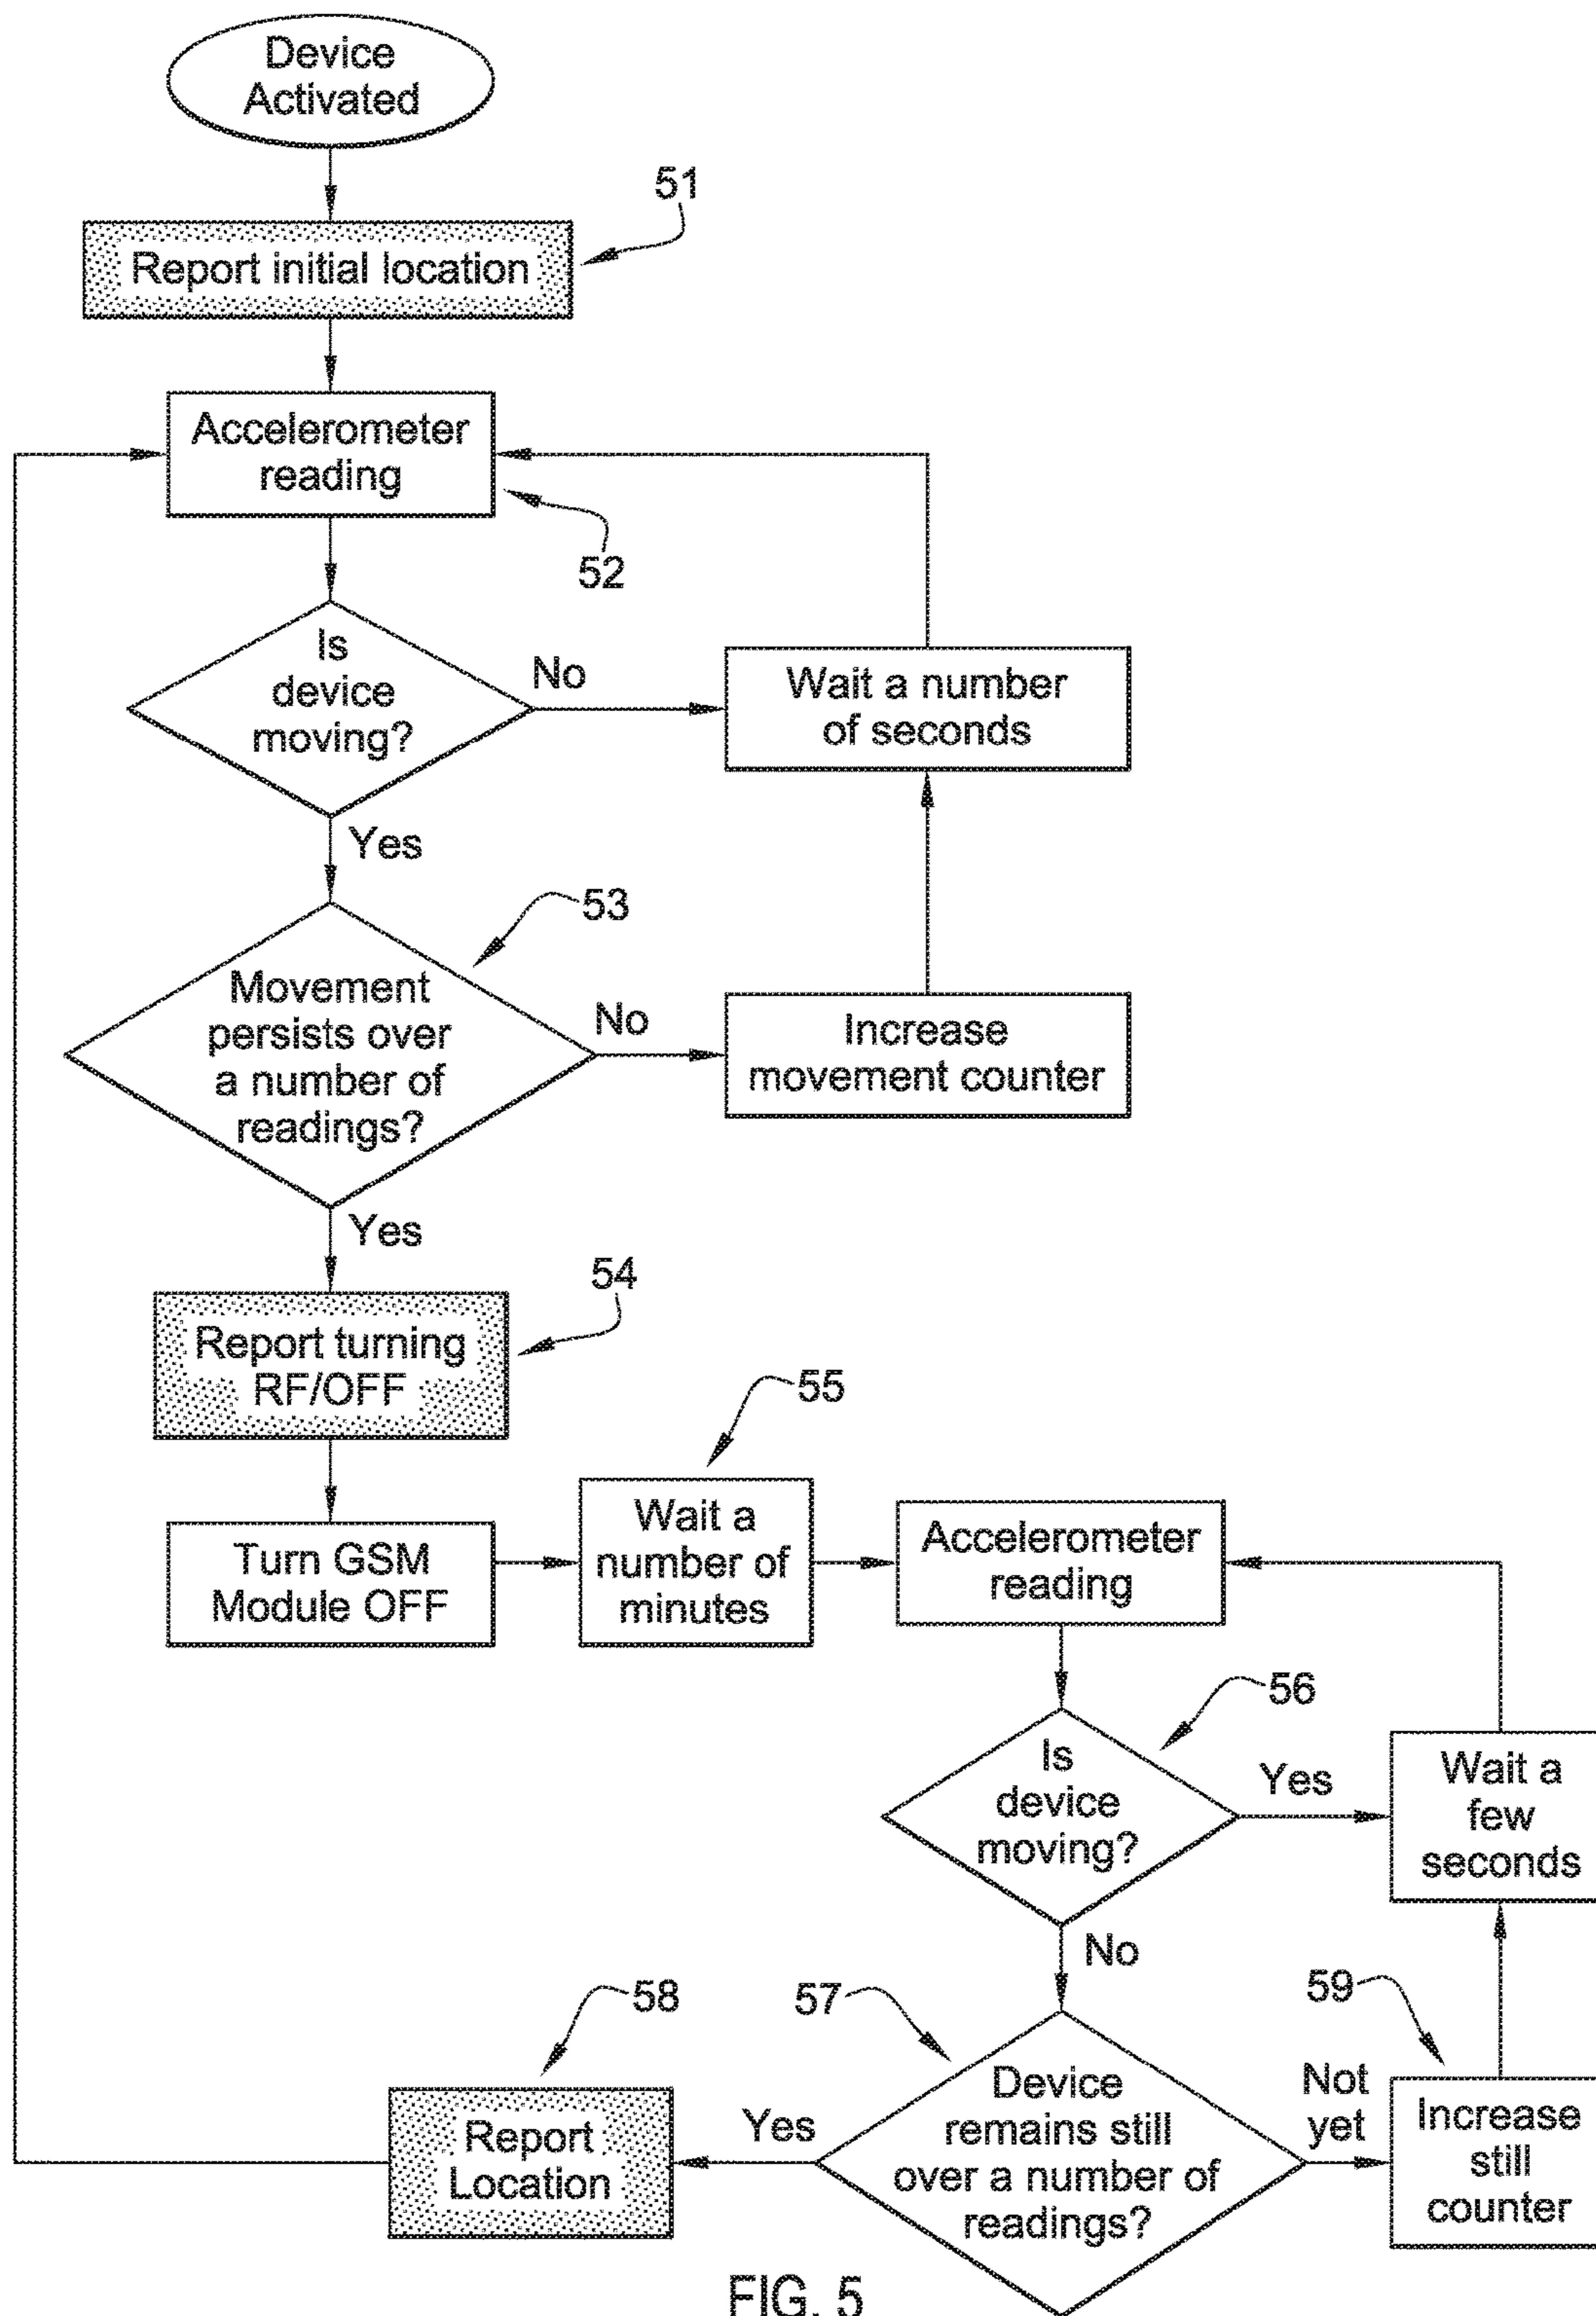 Device
Activated
51
Report initial location
Accelerometer
reading
52
Is
device
moving?
No
Wait a number
of seconds
Yes
53
Movement
persists over
a number of
readings?
No
Increase
movement counter
Yes
54
Report turning
RF/OFF
55
Turn GSM
Module OFF
Wait a
number of
minutes
Accelerometer
reading
56
Is
device
moving?
Yes
Wait a
few
seconds
No
58
57
59
Report
Location
Yes
Device
remains still
over a number of
readings?
Not
yet
Increase
still
counter
FIG. 5